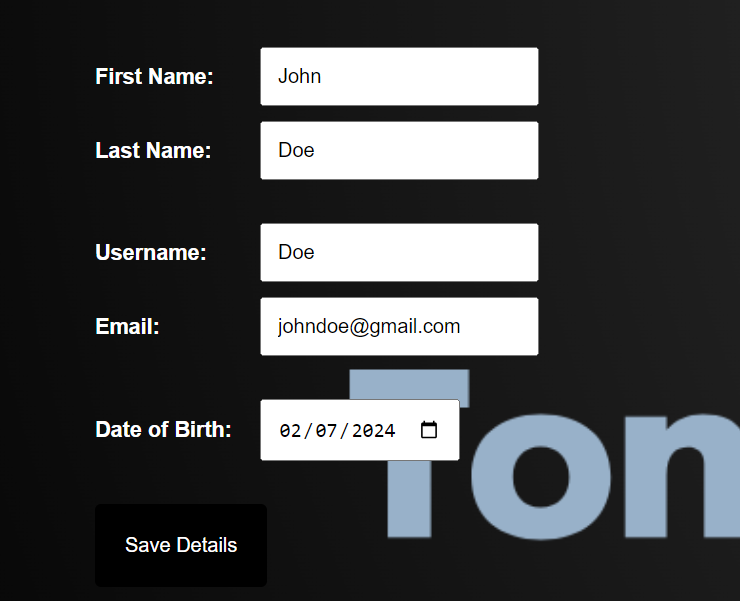 First Name: John
Last Name: Doe
Username: Doe
Email: johndoe@gmail.com
Date of Birth: 02/07/2024
Ton
Save Details